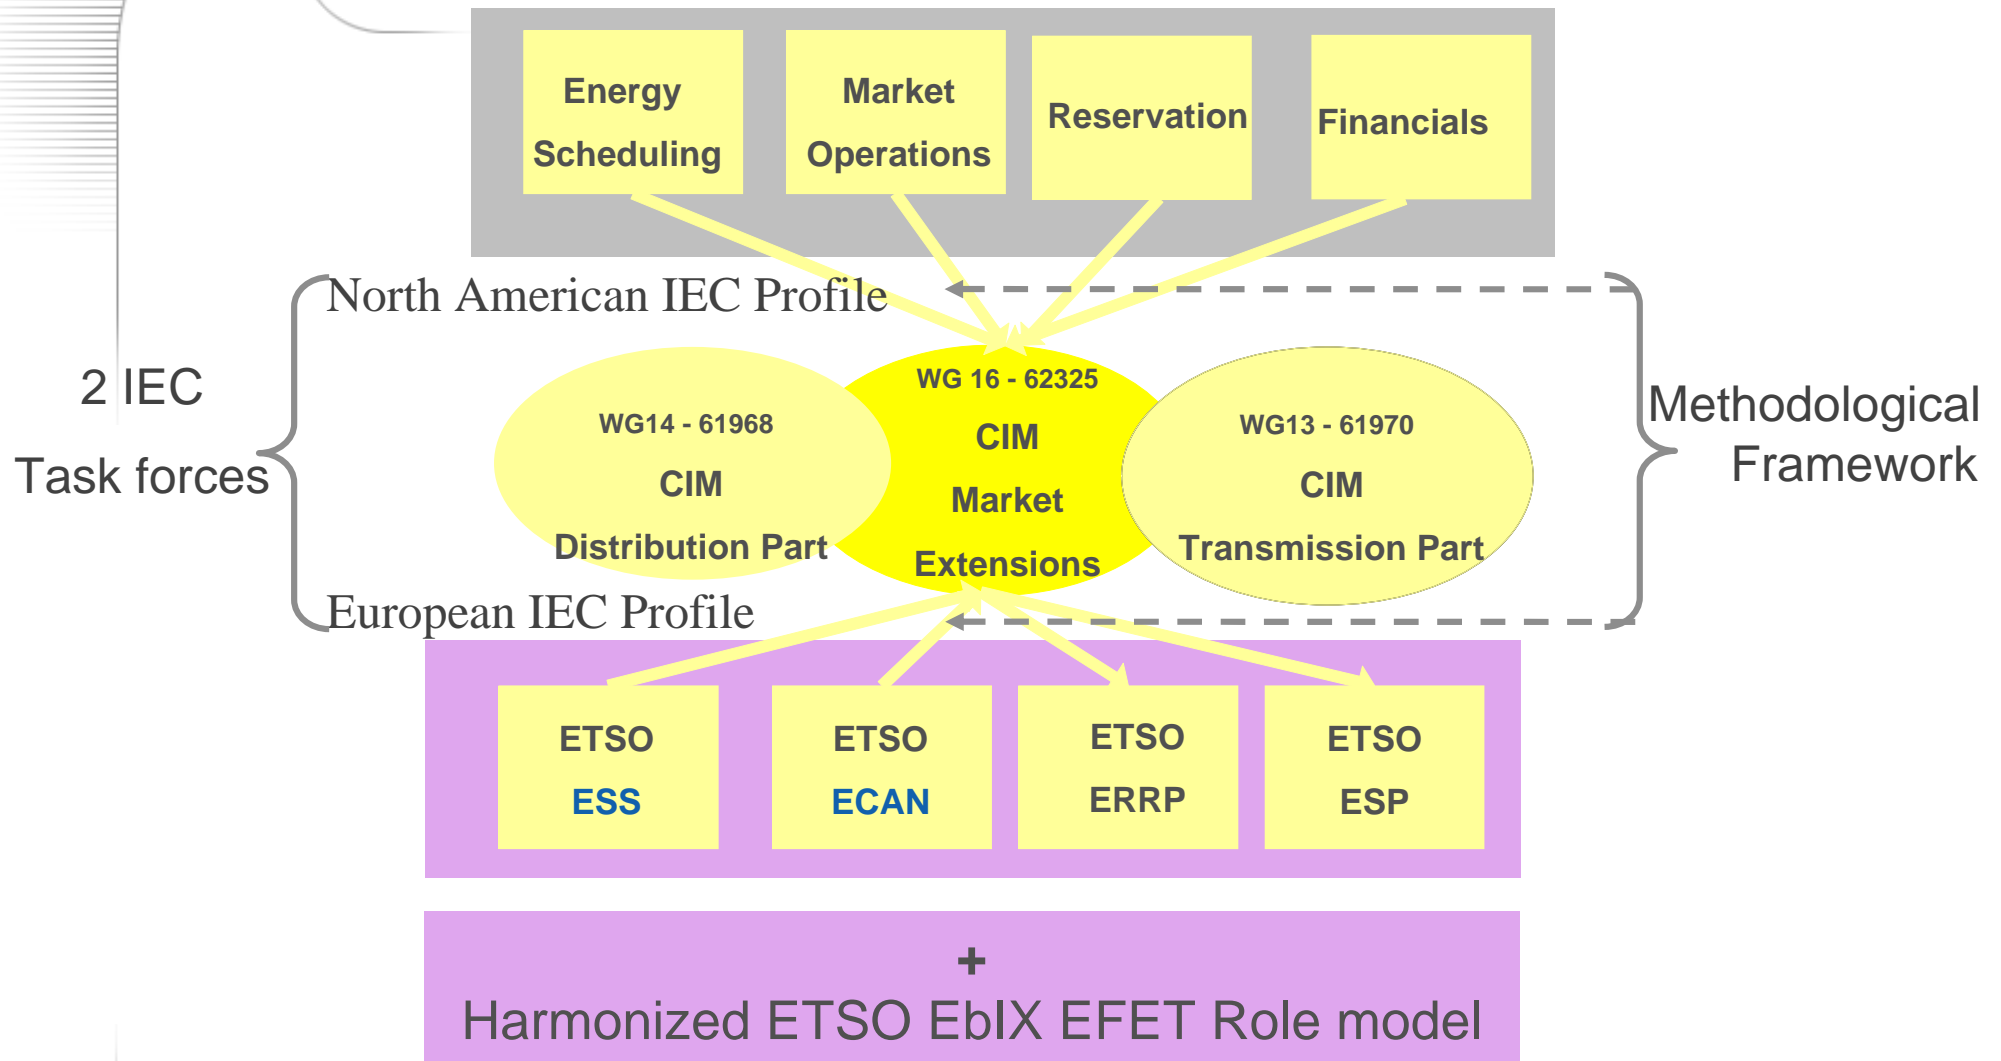 Energy
Scheduling
Market
Operations
Reservation
Financials
North American IEC Profile
2 IEC
Task forces
WG14 - 61968
CIM
Distribution Part
WG 16 - 62325
CIM
Market
Extensions
WG13 - 61970
CIM
Transmission Part
Methodological
Framework
European IEC Profile
ETSO
ESS
ETSO
ECAN
ETSO
ERRP
ETSO
ESP
+
Harmonized ETSO EbIX EFET Role model